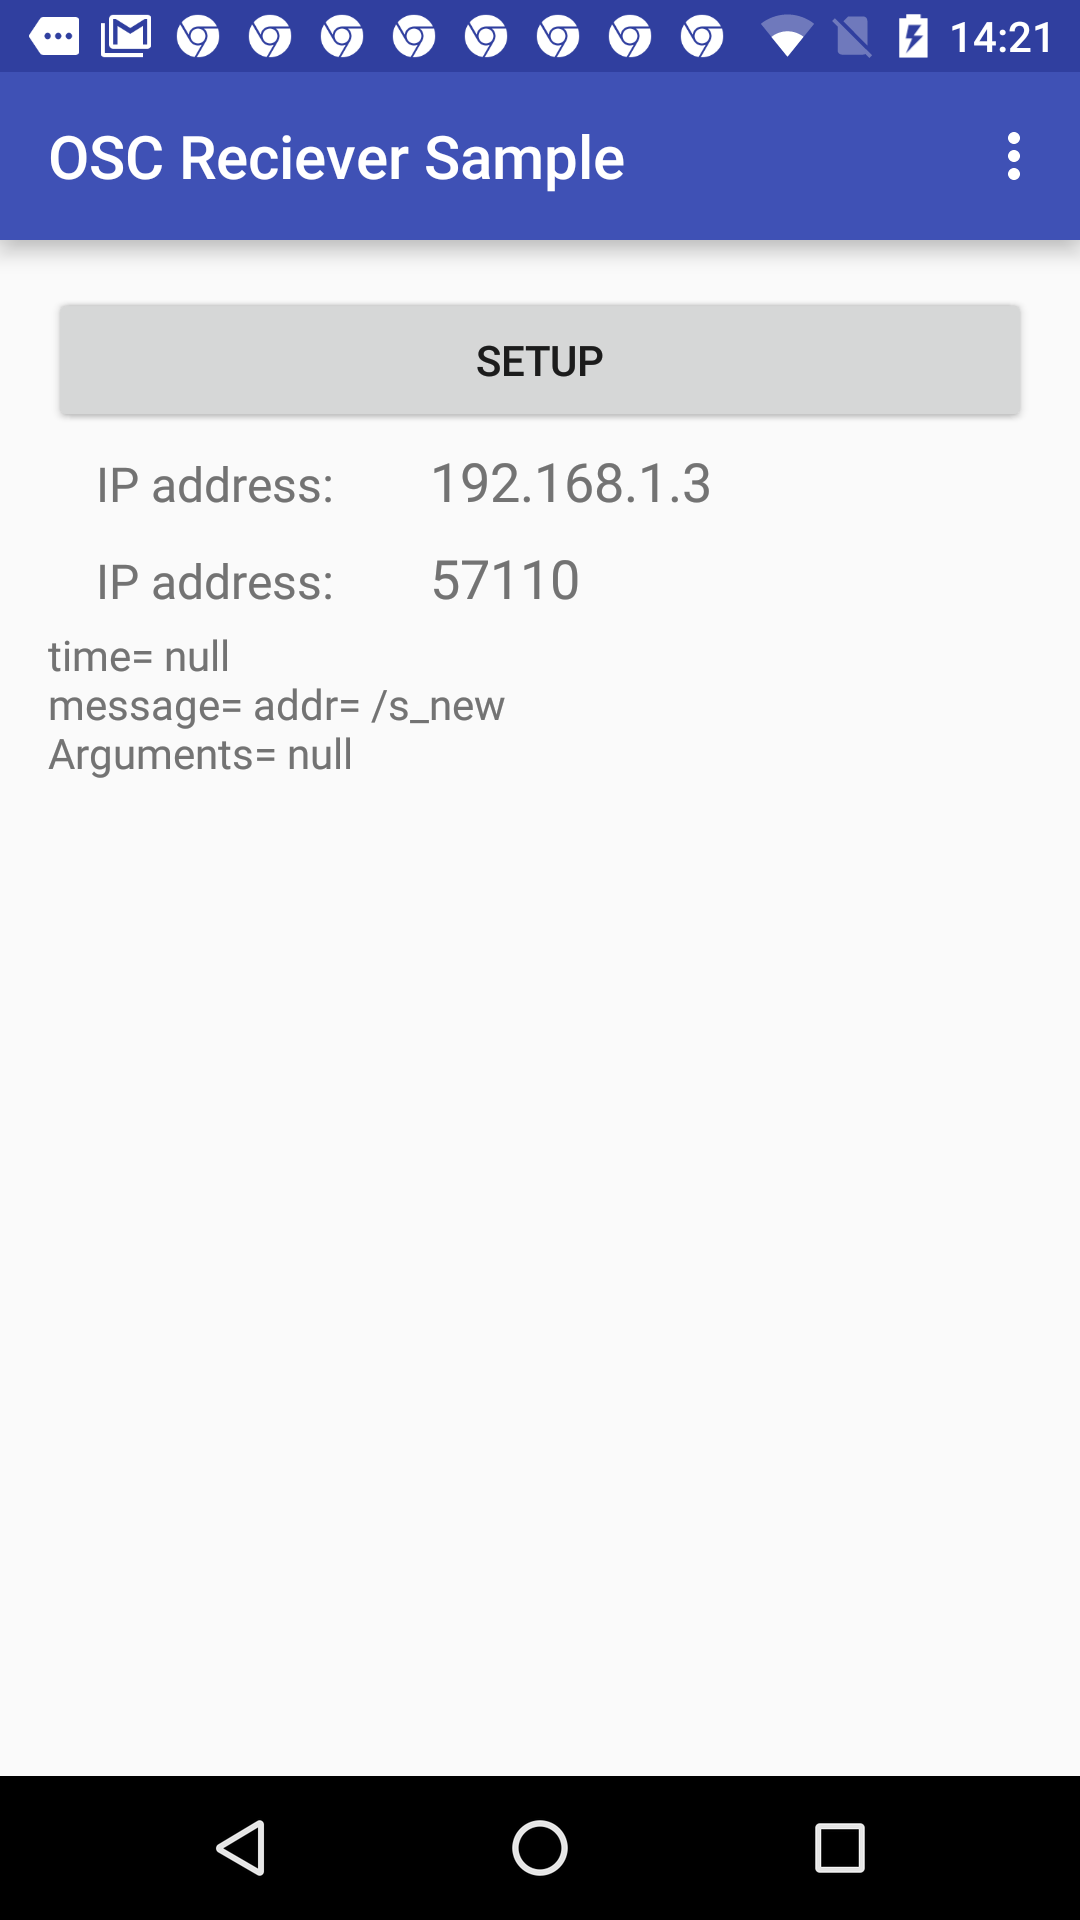 14:21
OSC Reciever Sample
SETUP
IP address: 192.168.1.3
IP address: 57110
time= null
message= addr= /s_new
Arguments= null